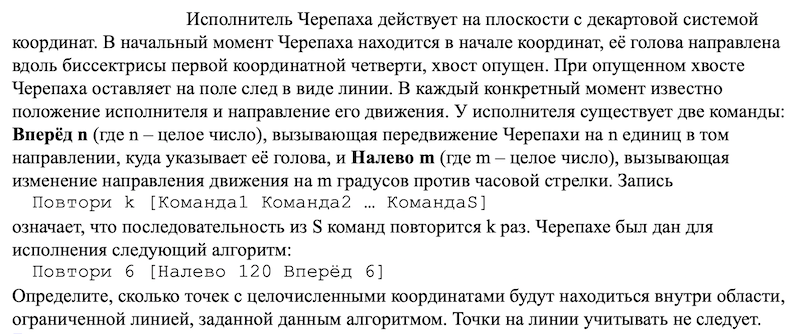 Исполнитель Черепаха действует на плоскости с декартовой системой
координат. В начальный момент Черепаха находится в начале координат, её голова направлена
вдоль биссектрисы первой координатной четверти, хвост опущен. При опущенном хвосте
Черепаха оставляет на поле след в виде линии. В каждый конкретный момент известно
положение исполнителя и направление его движения. У исполнителя существует две команды:
Вперёд n (где n – целое число), вызывающая передвижение Черепахи на n единиц в том
направлении, куда указывает её голова, и Налево m (где m – целое число), вызывающая
изменение направления движения на m градусов против часовой стрелки. Запись
Повтори k [Команда1 Команда2 … КомандаS]
означает, что последовательность из S команд повторится k раз. Черепахе был дан для
исполнения следующий алгоритм:
Повтори 6 [Налево 120 Вперёд 6]
Определите, сколько точек с целочисленными координатами будут находиться внутри области,
ограниченной линией, заданной данным алгоритмом. Точки на линии учитывать не следует.